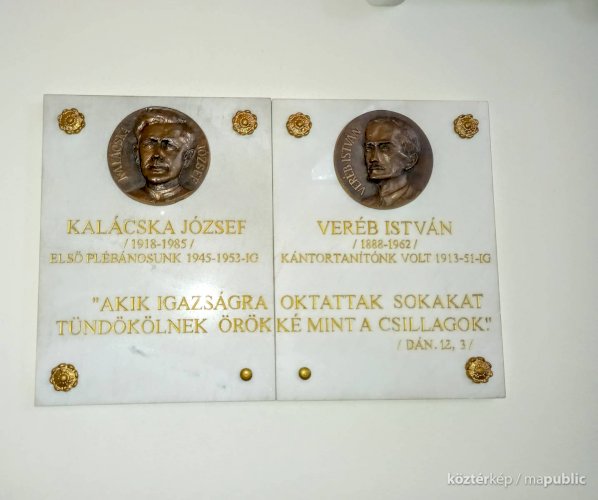 KALÁCSKA JÓZSEF
VERÉB ISTVÁN
KALÁCSKA JÓZSEF
/1918-1985/
ELSŐ PLÉBÁNOSUNK 1945-1953-IG
VERÉB ISTVÁN
/1888-1962/
KÁNTORTANÍTÓNK VOLT 1913-51-IG
"AKIK IGAZSÁGRA OKTATTAK SOKAKAT
TÜNDÖKÖLNEK ÖRÖKKÉ MINT A CSILLAGOK."
/DÁN. 12, 3/
köztérkép / mapublic